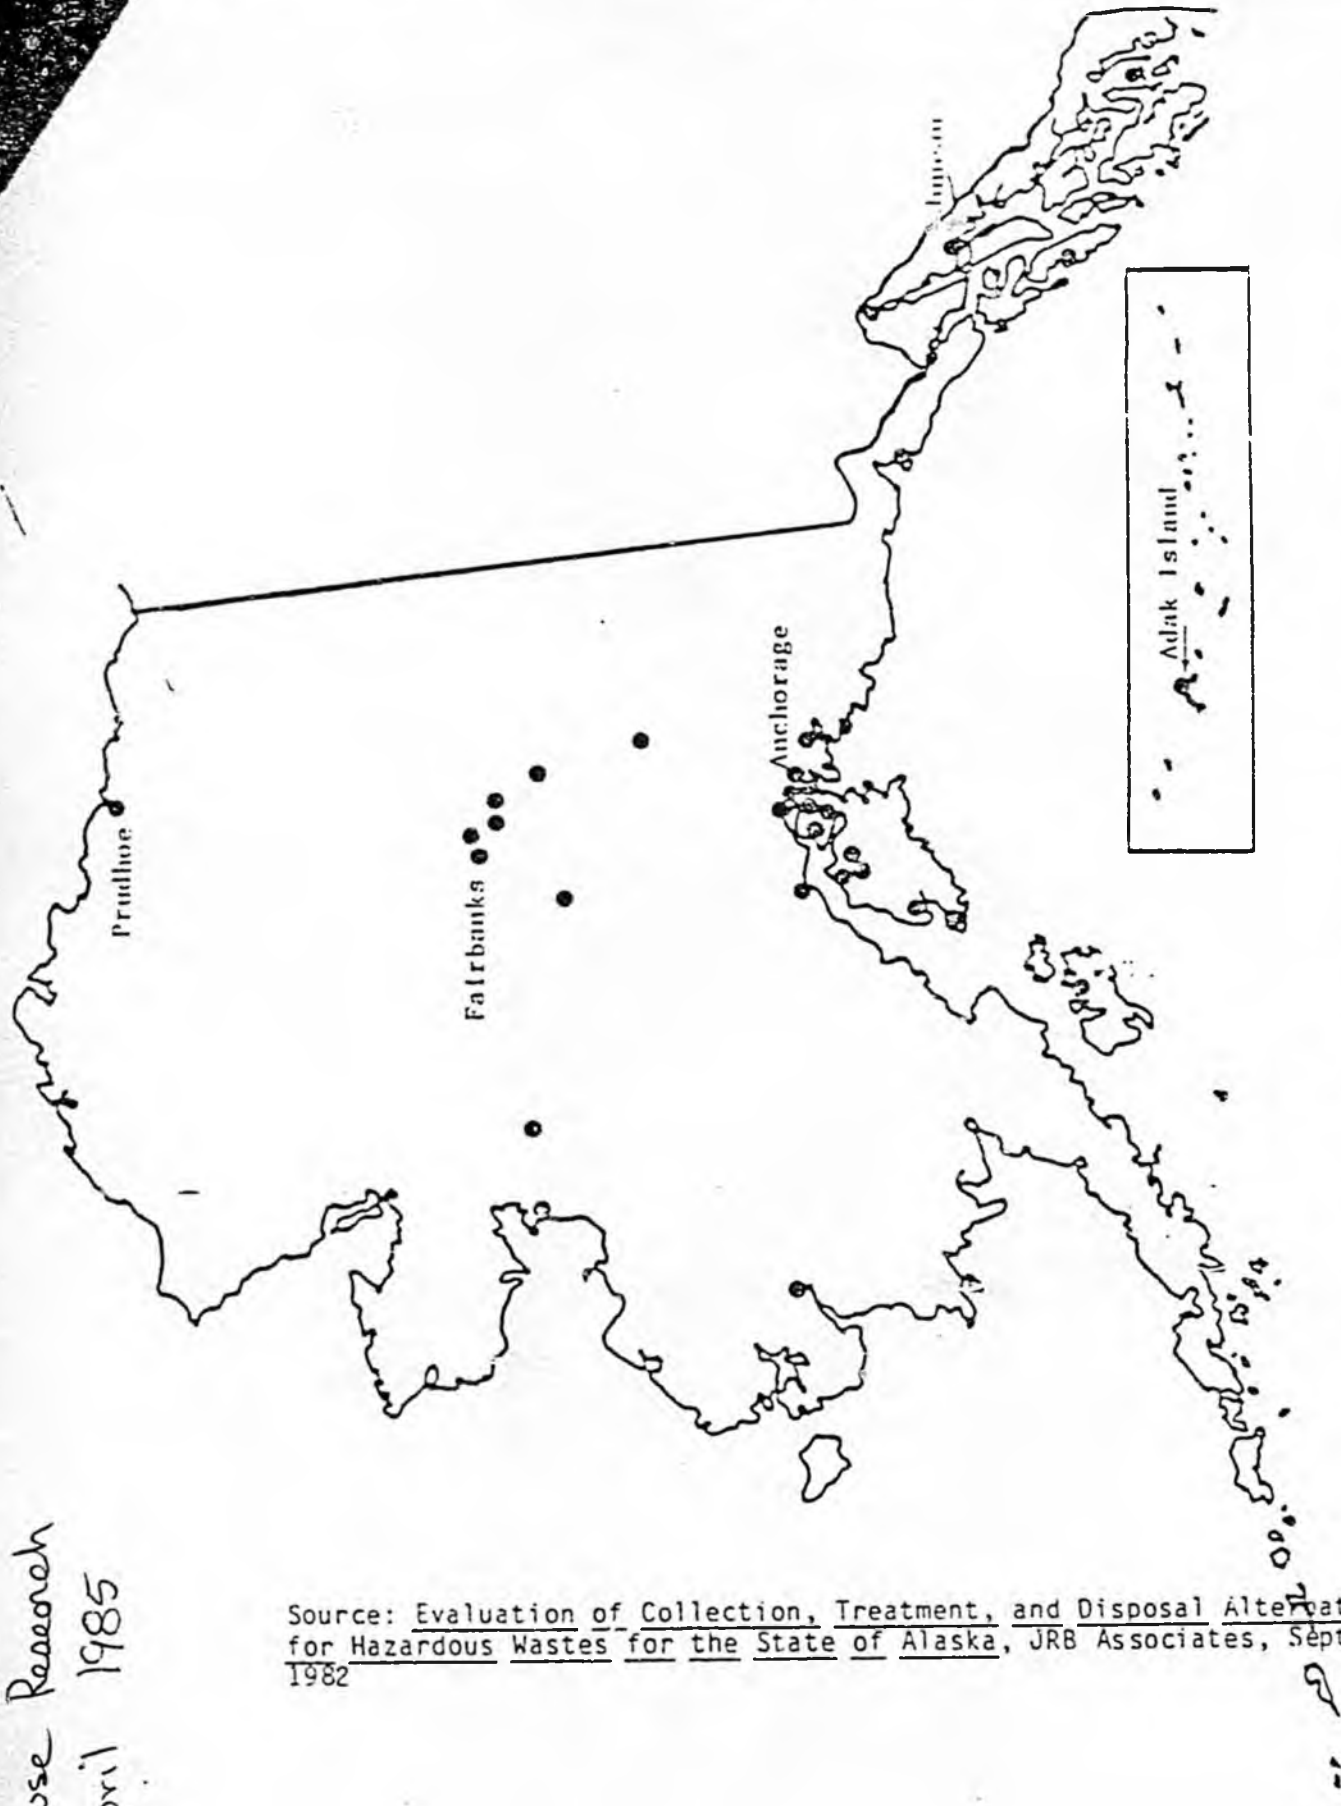 Prudhoe
Fairbanks
Anchorage
Adak Island
Source: Evaluation of Collection, Treatment, and Disposal
for Hazardous Wastes for the State of Alaska, JRB Associates, Sept
1982
Research
1985